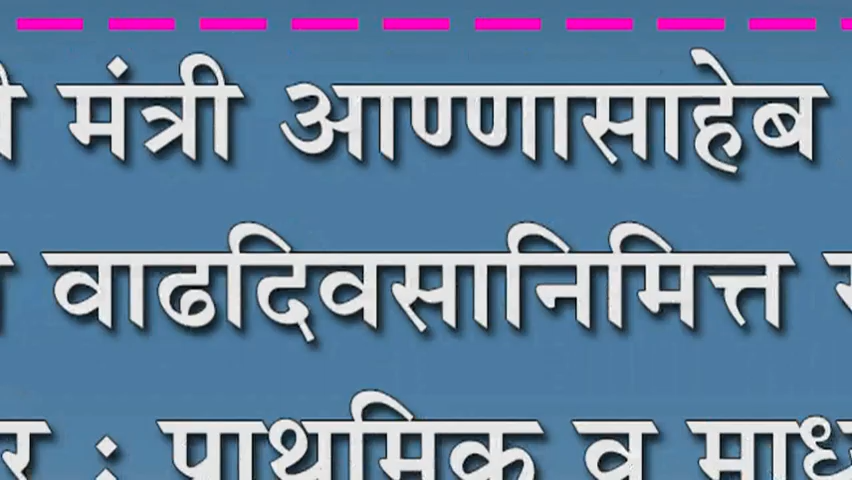 मंत्री आण्णासाहेब
वाढदिवसानिमित्त
: प्राथमिक व